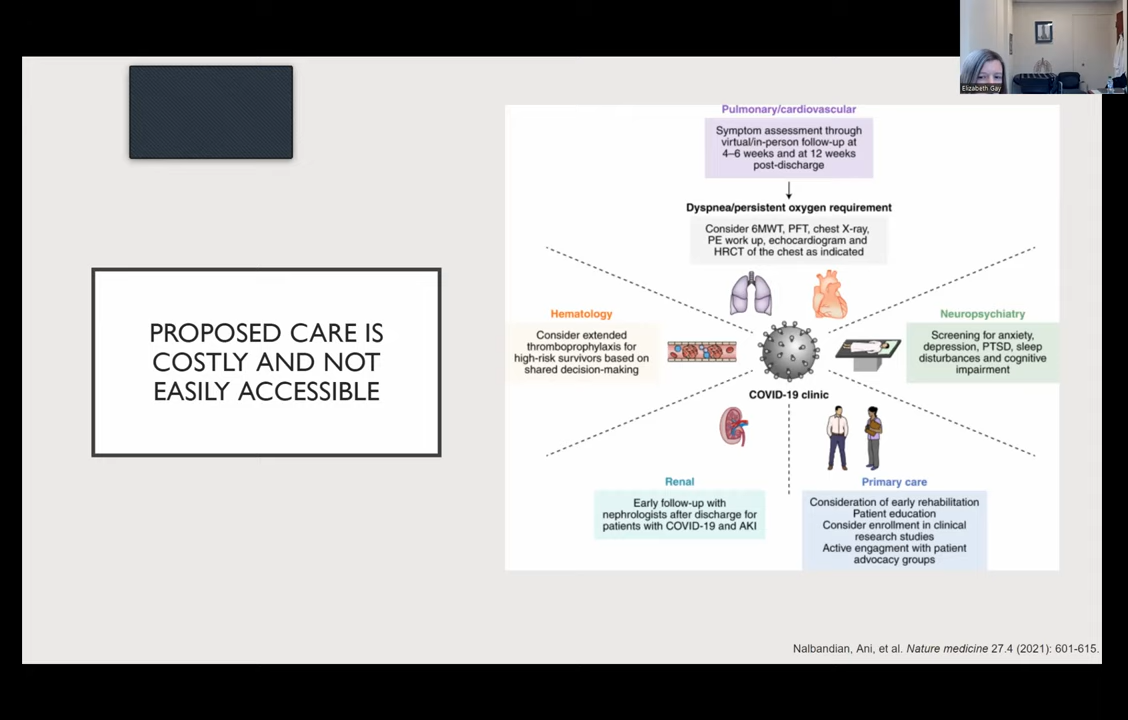 Elizabeth Gay
PROPOSED CARE IS
COSTLY AND NOT
EASILY ACCESSIBLE
Pulmonary/cardiovascular
Symptom assessment through
virtual/in-person follow-up at
4–6 weeks and at 12 weeks
post-discharge
Dyspnea/persistent oxygen requirement
Consider 6MWT, PFT, chest X-ray,
PE work up, echocardiogram and
HRCT of the chest as indicated
Hematology
Consider extended
thromboprophylaxis for
high-risk survivors based on
shared decision-making
Neuropsychiatry
Screening for anxiety,
depression, PTSD, sleep
disturbances and cognitive
impairment
COVID-19 clinic
Renal
Early follow-up with
nephrologists after discharge for
patients with COVID-19 and AKI
Primary care
Consideration of early rehabilitation
Patient education
Consider enrollment in clinical
research studies
Active engagment with patient
advocacy groups
Nalbandian, Ani, et al. Nature medicine 27.4 (2021): 601-615.